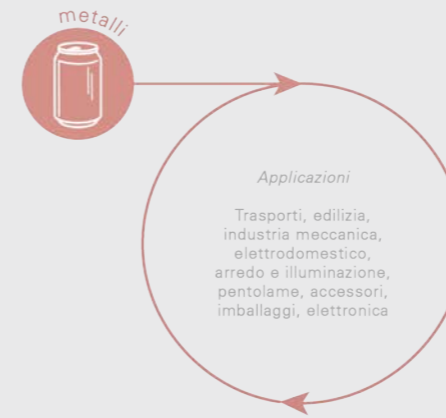 metalli
Applicazioni
Trasporti, edilizia,
industria meccanica,
elettrodomestico,
arredo e illuminazione,
pentolame, accessori,
imballaggi, elettronica